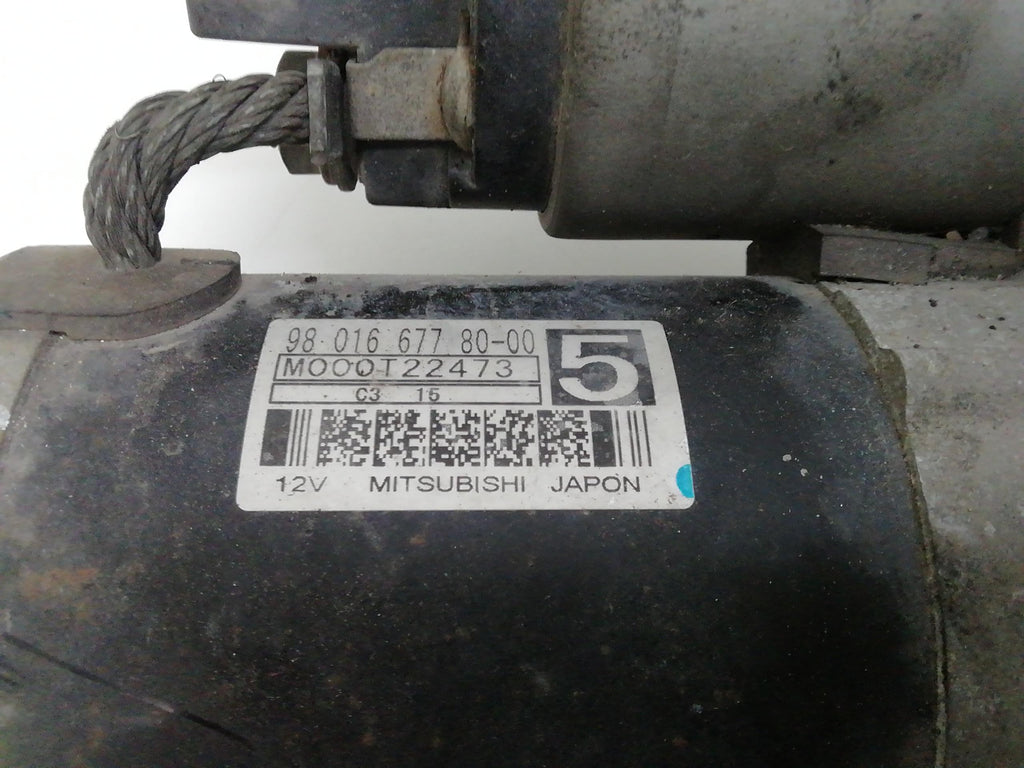 98 016 677 80-00
5
M000T22473
C3 15
12V MITSUBISHI JAPON